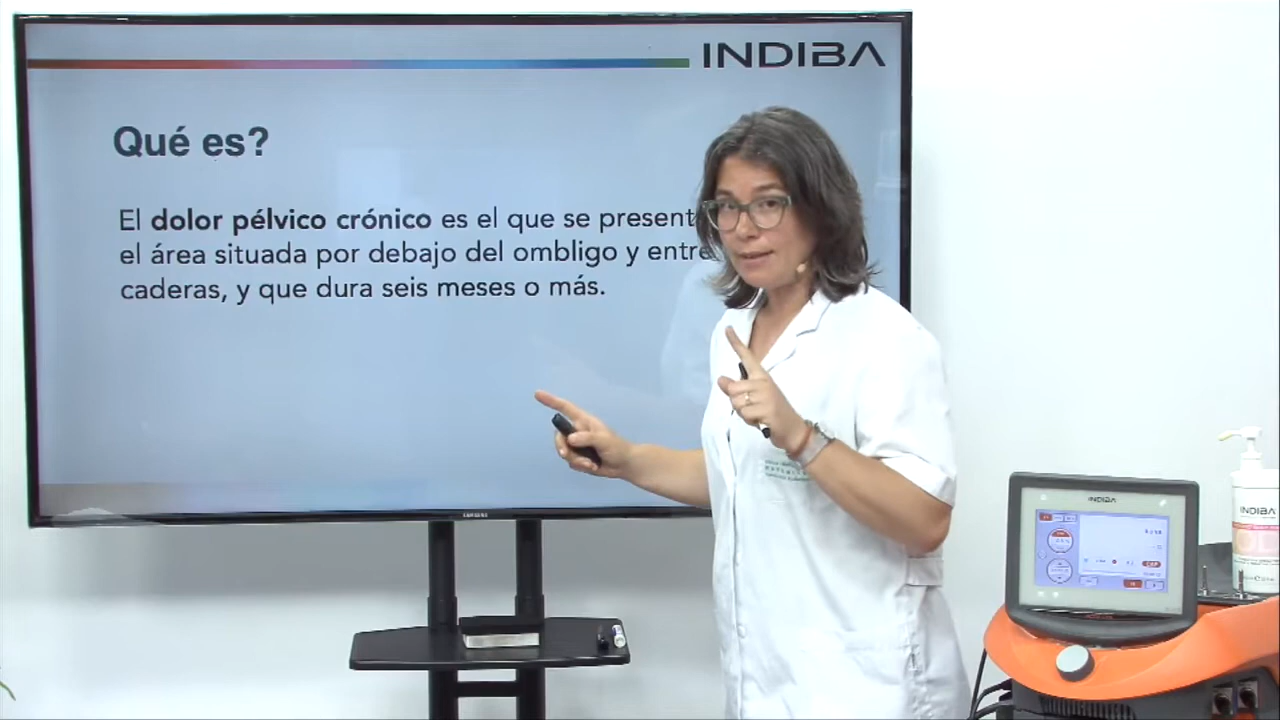 INDIBA
Qué es?
El dolor pélvico crónico es el que se present
el área situada por debajo del ombligo y entre
caderas, y que dura seis meses o más.
SAMSUNG
INDIBA
INDIBA